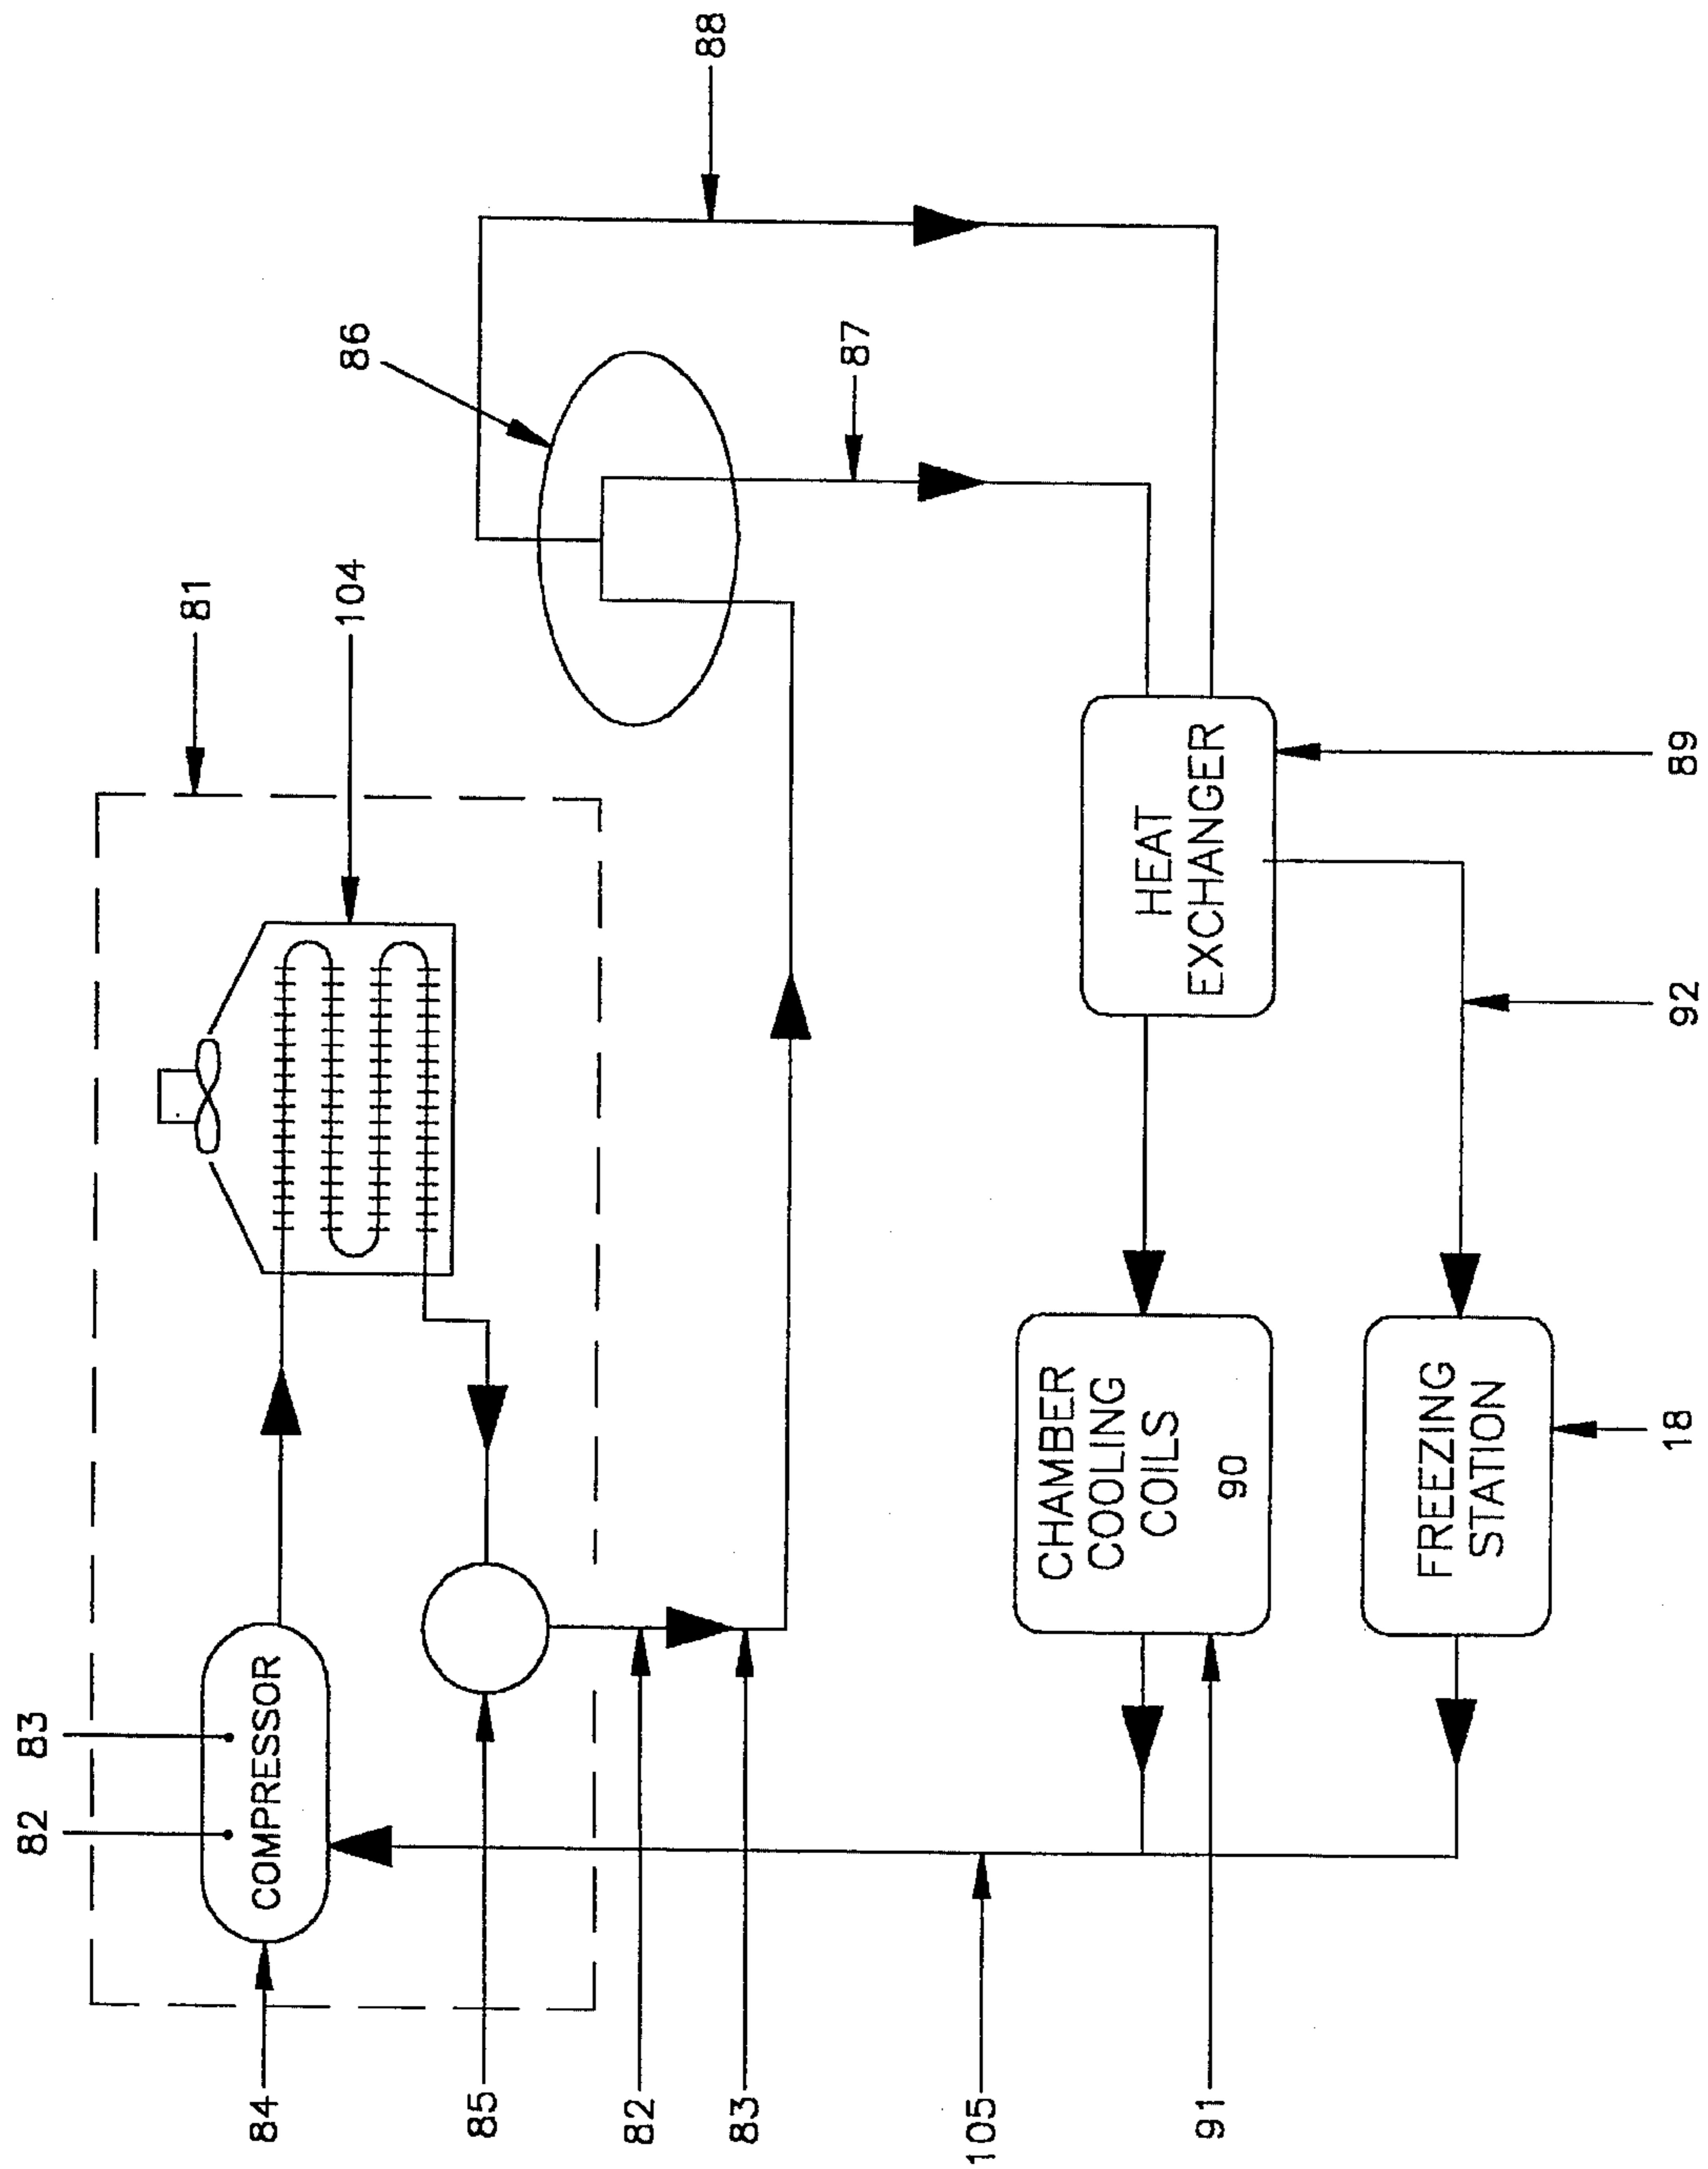 82
83
81
84
COMPRESSOR
104
86
85
82
88
83
87
105
91
CHAMBER
COOLING
COILS
90
HEAT
EXCHANGER
FREEZING
STATION
18
92
89